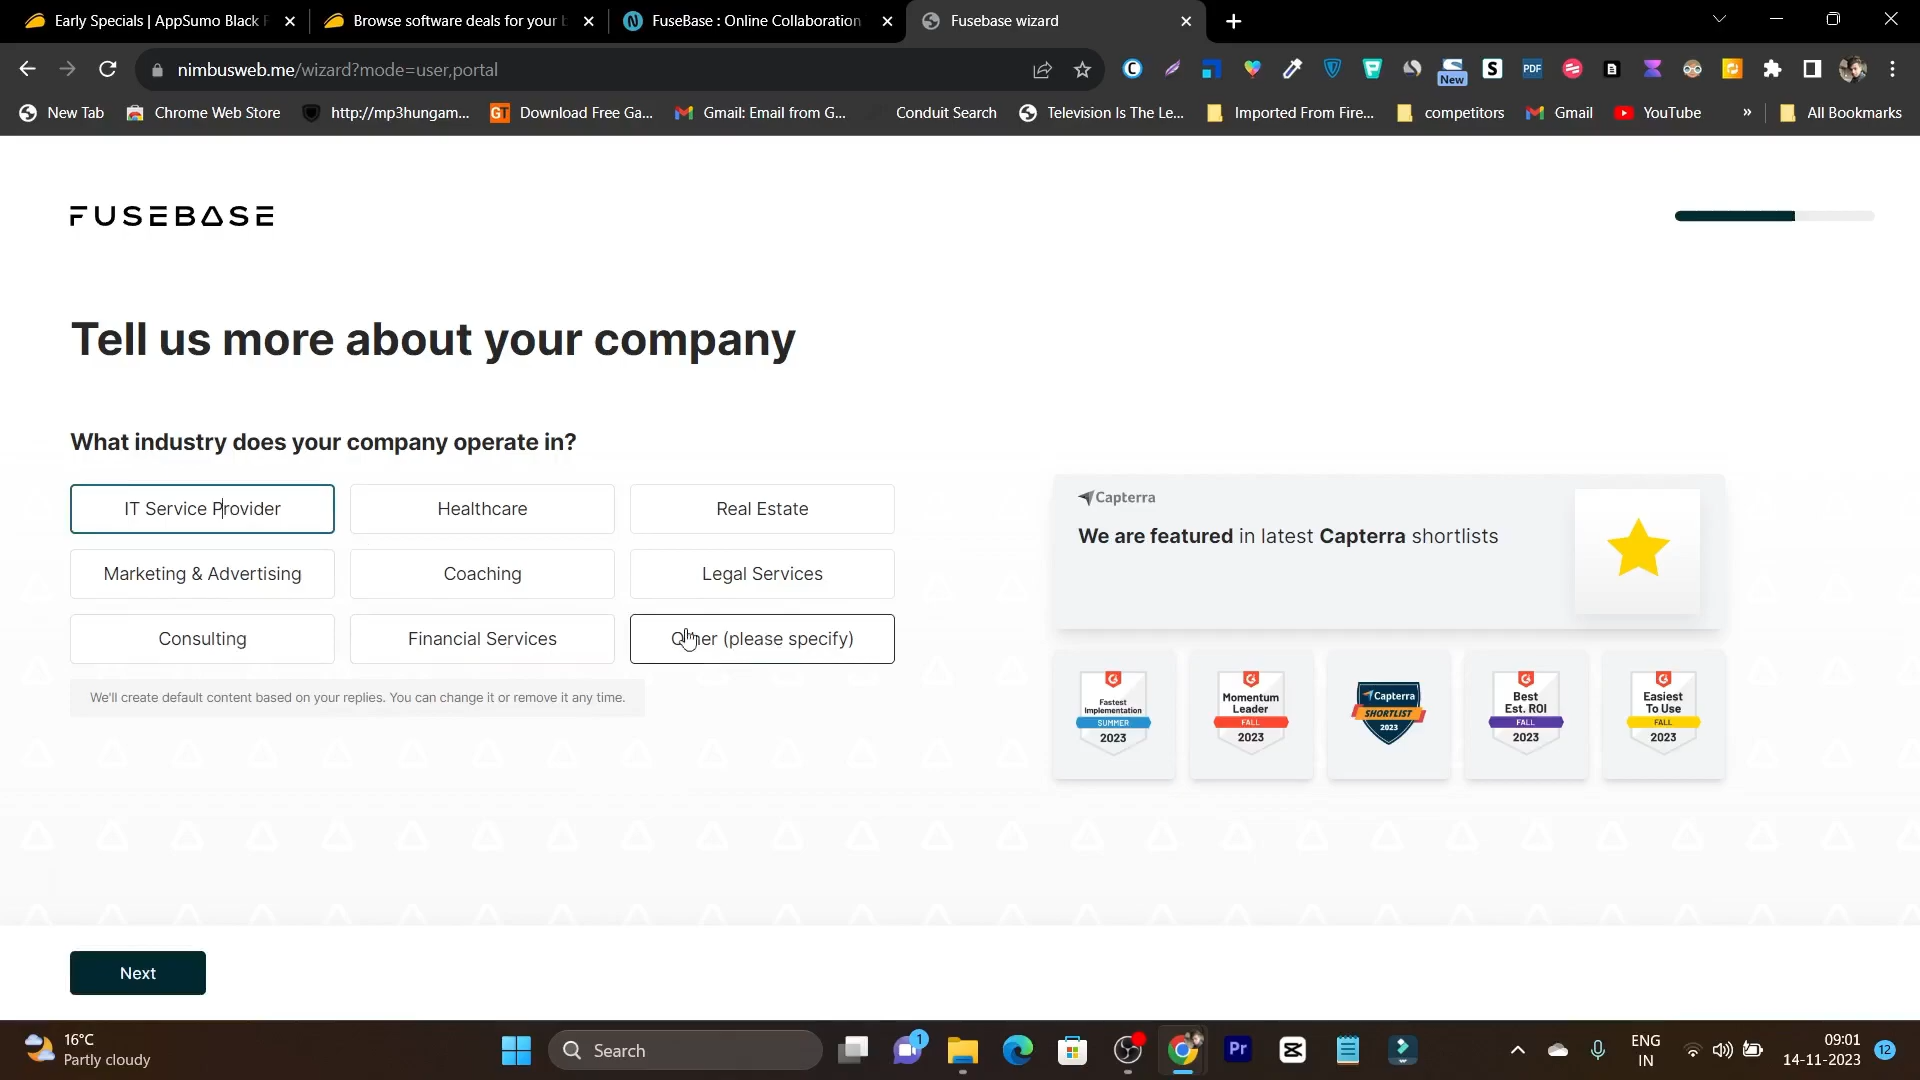 Early Specials | AppSumo Black F
Browse software deals for your b
FuseBase : Online Collaboration
Fusebase wizard
nimbusweb.me/wizard?mode=user,portal
New
PDF
New Tab
Chrome Web Store
http://mp3hungam...
GT
Download Free Ga...
Gmail: Email from G...
Conduit Search
Television Is The Le...
Imported From Fire...
competitors
Gmail
YouTube
»
All Bookmarks
FUSEBASE
Tell us more about your company
What industry does your company operate in?
IT Service Provider
Healthcare
Real Estate
Marketing & Advertising
Coaching
Legal Services
Consulting
Financial Services
Other (please specify)
We'll create default content based on your replies. You can change it or remove it any time.
Capterra
We are featured in latest Capterra shortlists
Fastest
Implementation
SUMMER
2023
Momentum
Leader
FALL
2023
Capterra
SHORTLIST
2023
Best
Est. ROI
FALL
2023
Easiest
To Use
FALL
2023
Next
16°C
Partly cloudy
Search
1
Pr
ENG
IN
09:01
14-11-2023
12